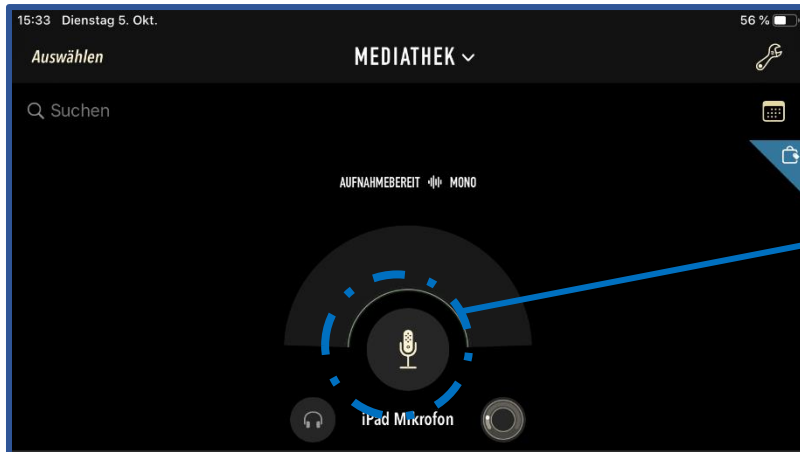 15:33 Dienstag 5. Okt.
56 %
Auswählen
MEDIATHEK
Suchen
AUFNAHMEBEREIT MONO
iPad Mikrofon